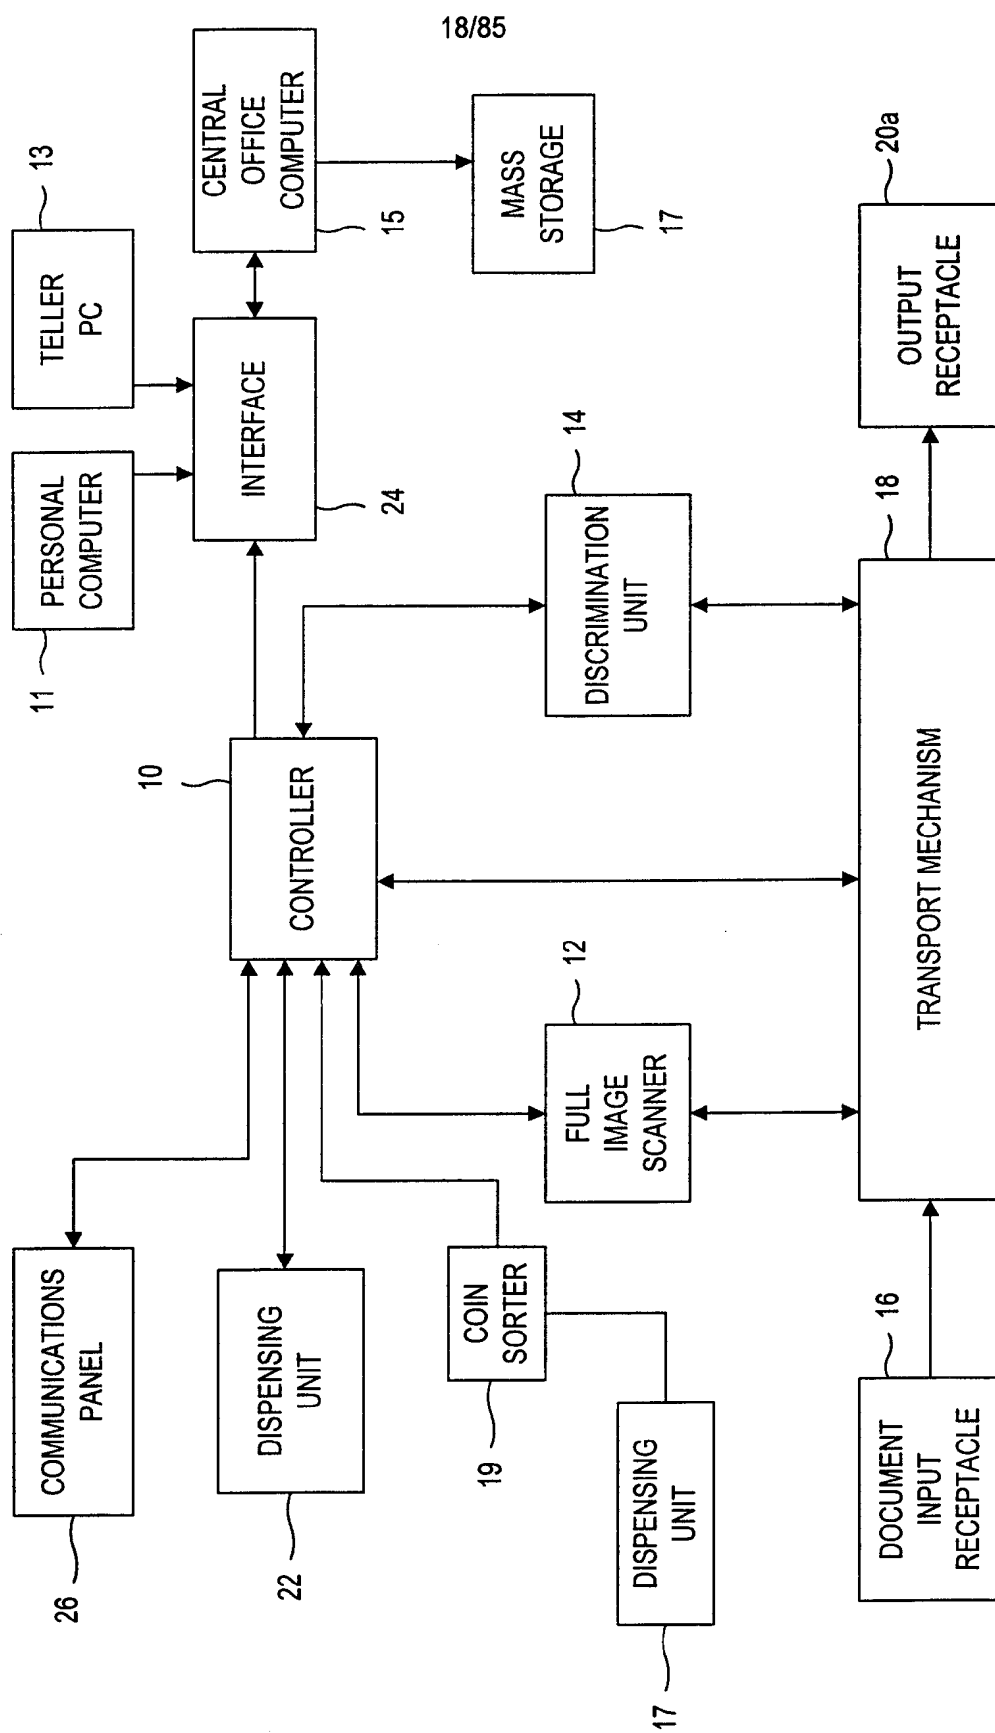 18/85
COMMUNICATIONS
PANEL
26
DISPENSING
UNIT
22
COIN
SORTER
19
DISPENSING
UNIT
17
PERSONAL
COMPUTER
11
TELLER
PC
13
INTERFACE
24
CENTRAL
OFFICE
COMPUTER
15
MASS
STORAGE
17
CONTROLLER
10
FULL
IMAGE
SCANNER
12
DISCRIMINATION
UNIT
14
DOCUMENT
INPUT
RECEPTACLE
16
TRANSPORT MECHANISM
18
OUTPUT
RECEPTACLE
20a